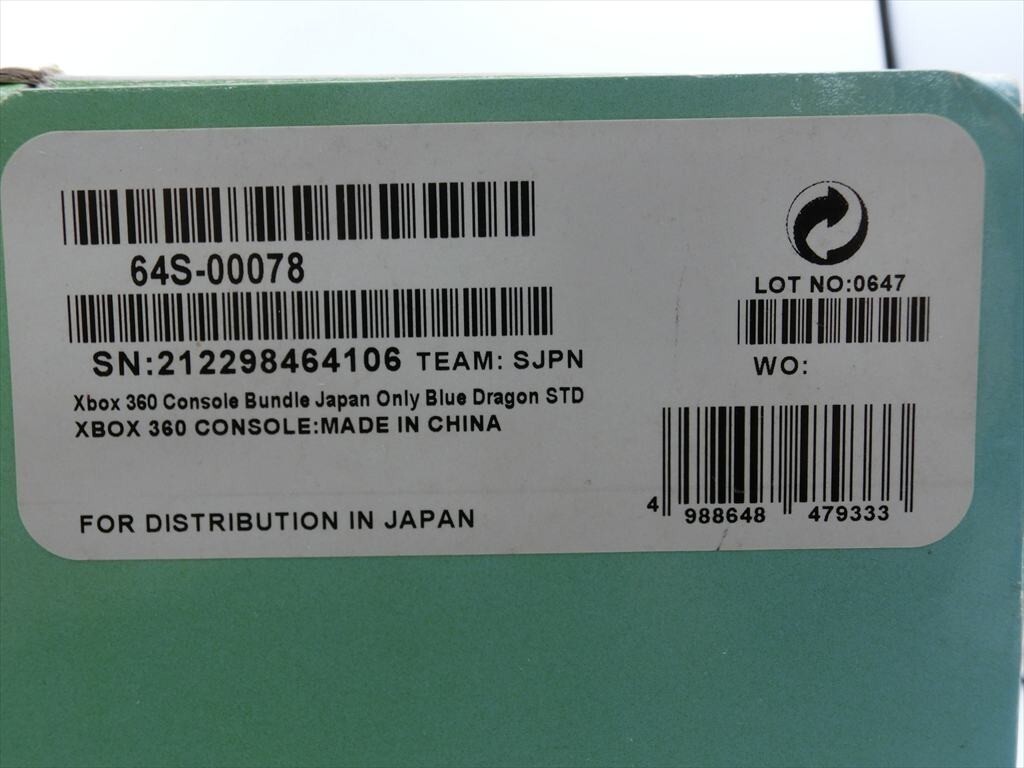 64S-00078
SN:212298464106 TEAM: SJPN
Xbox 360 Console Bundle Japan Only Blue Dragon STD
XBOX 360 CONSOLE:MADE IN CHINA
FOR DISTRIBUTION IN JAPAN
LOT NO:0647
WO:
4 988648 479333